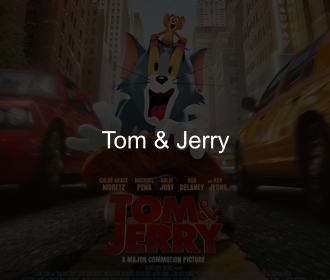 Tom & Jerry
CHLOË GRACE MORETZ
MICHAEL PEÑA
COLIN JOST
ROB DELANEY
AND KEN JEONG
TOM &
JERRY
A MAJOR COMMOTION PICTURE